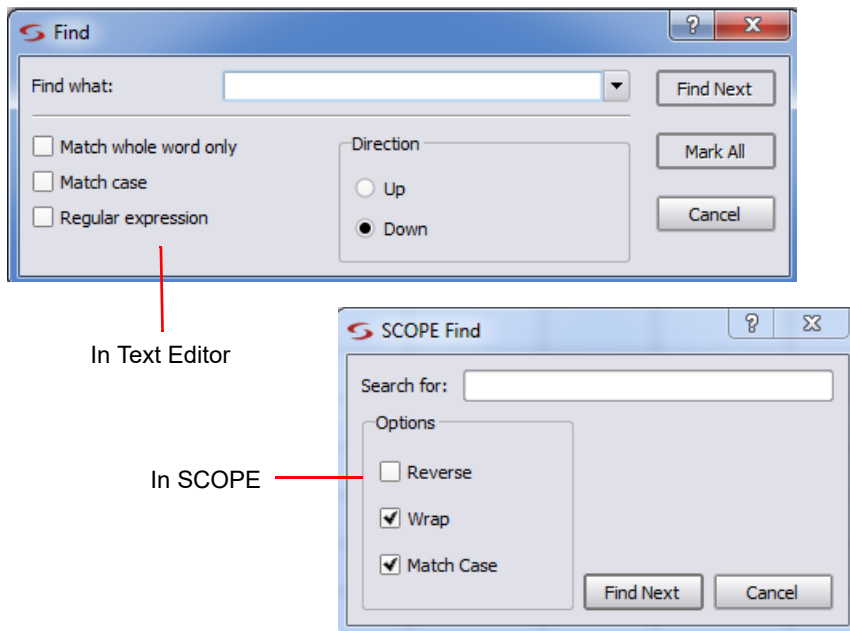 Find
Find what:
Find Next
Match whole word only
Direction
Mark All
Match case
Up
Regular expression
Cancel
Down
In Text Editor
SCOPE Find
Search for:
Options
Reverse
In SCOPE
Wrap
Match Case
Find Next
Cancel